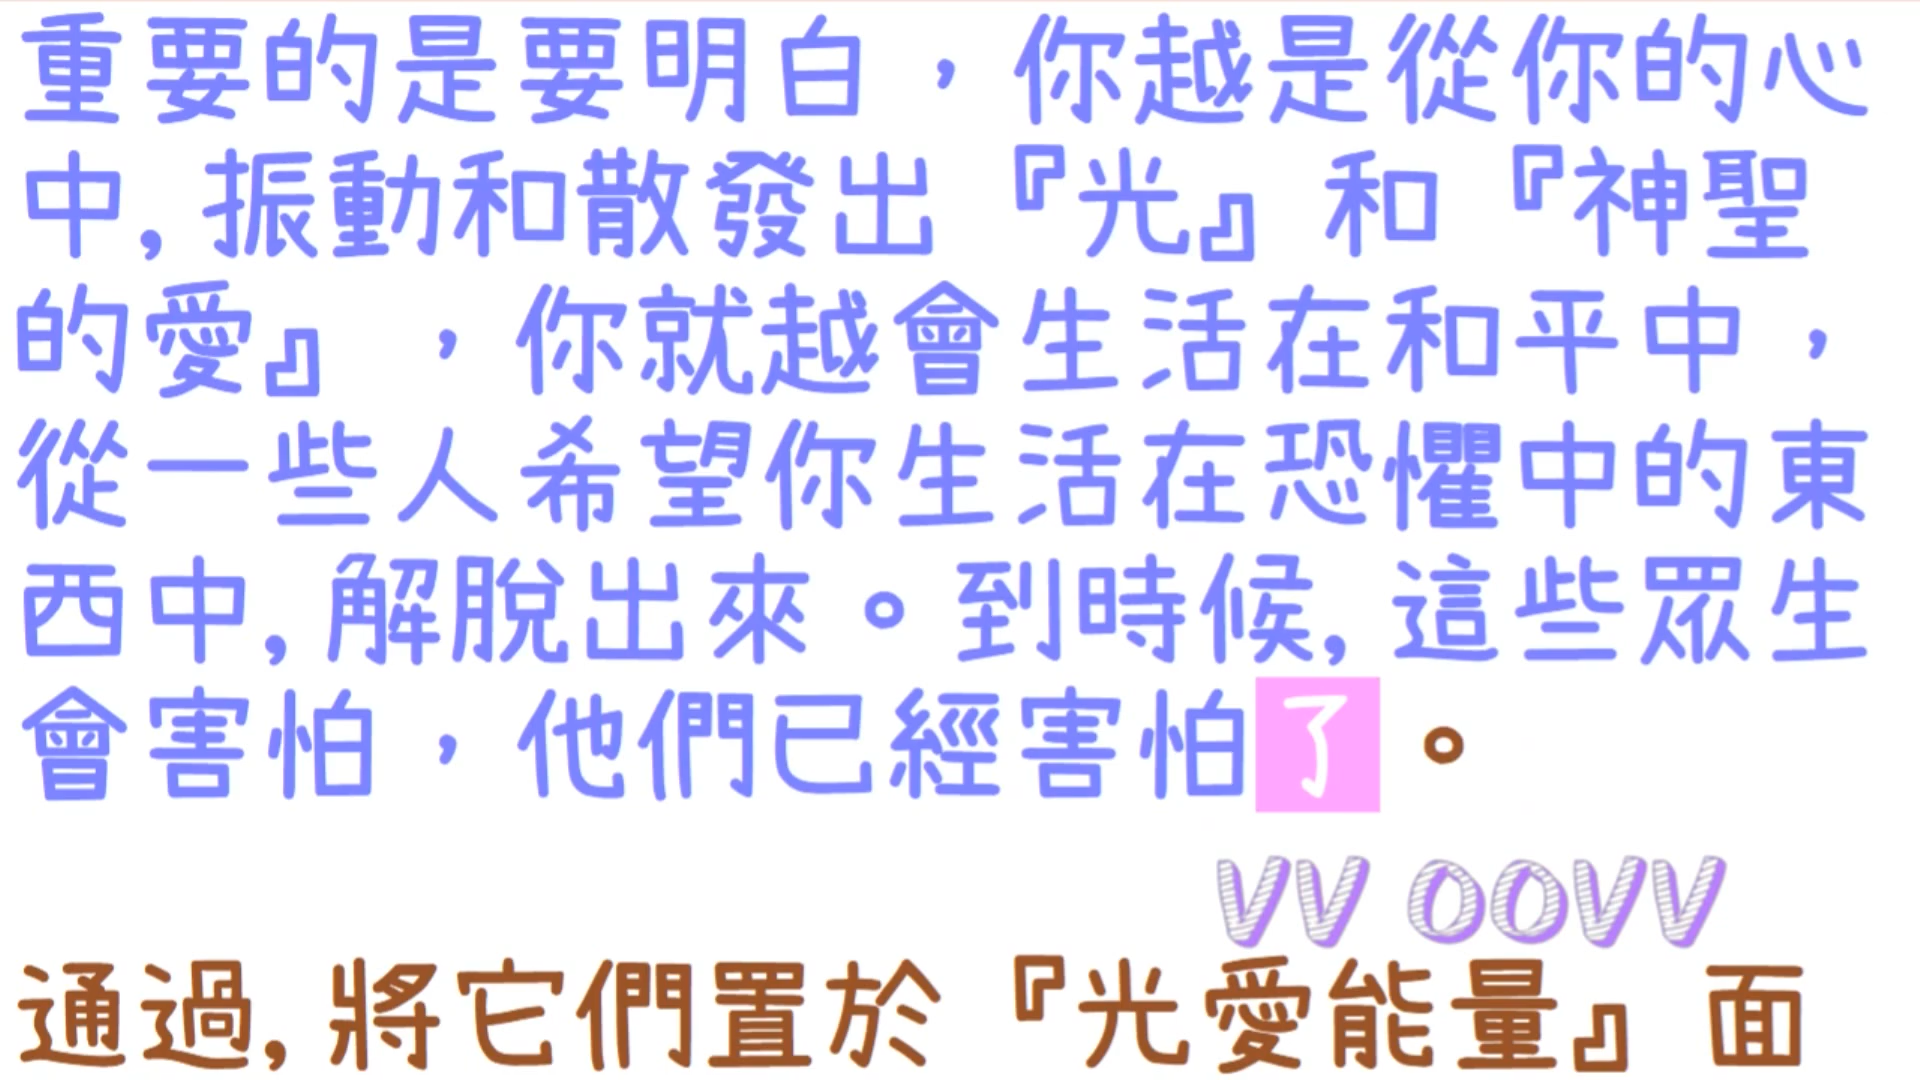 重要的是要明白，你越是從你的心
中,振動和散發出『光』和『神聖
的愛』，你就越會生活在和平中，
從一些人希望你生活在恐懼中的東
西中,解脫出來。到時候,這些眾生
會害怕，他們已經害怕了。
VV OOVV
通過,將它們置於『光愛能量』面